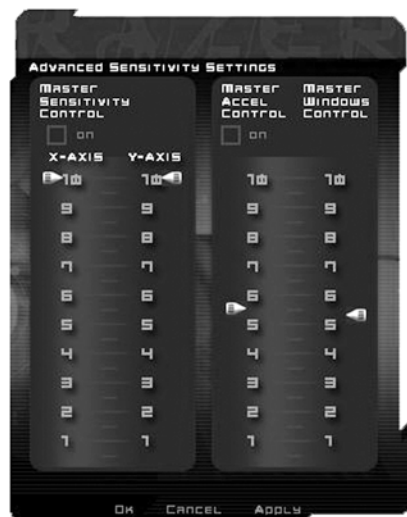 RAZER
Advanced Sensitivity Settings
Master Sensitivity Control
on
X-AXIS Y-AXIS
10 10
9 9
8 8
7 7
6 6
5 5
4 4
3 3
2 2
1 1
Master Accel Control
Master Windows Control
on
10 10
9 9
8 8
7 7
6 6
5 5
4 4
3 3
2 2
1 1
Ok Cancel Apply